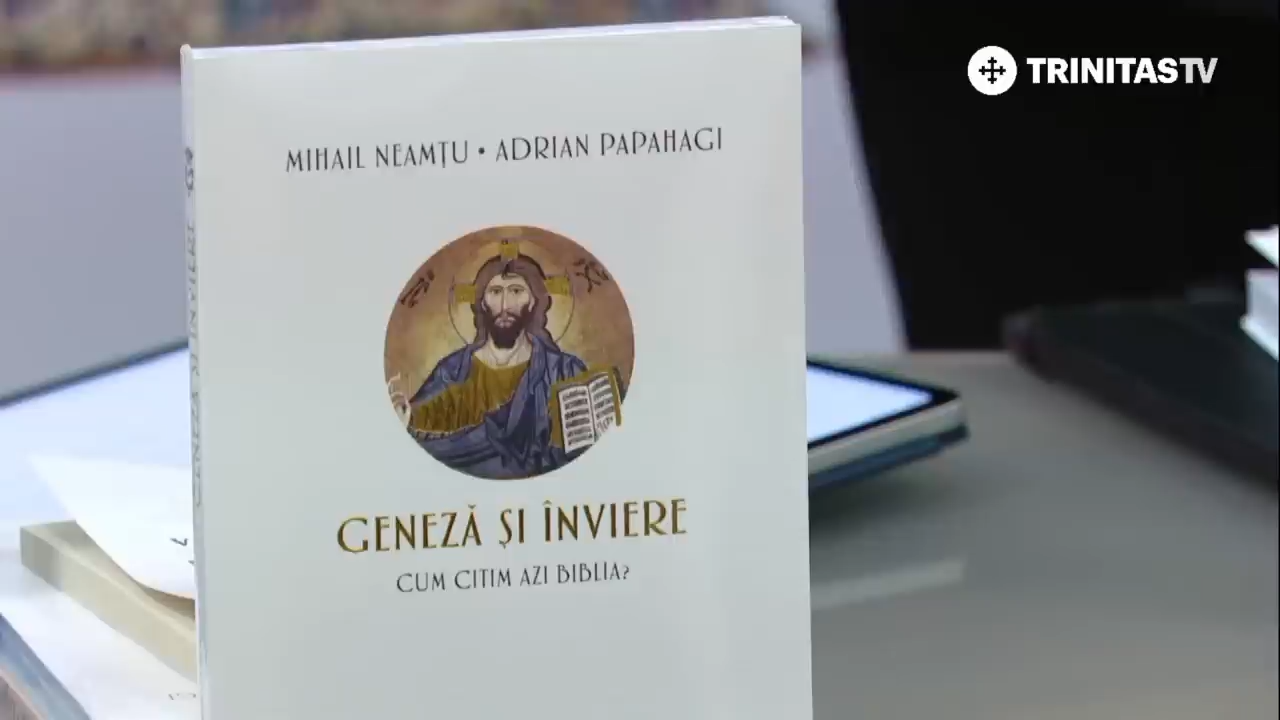 TRINITASTV
MIHAIL NEAMȚU • ADRIAN PAPAHAGI
GENEZĂ ȘI ÎNVIERE
CUM CITIM AZI BIBLIA?